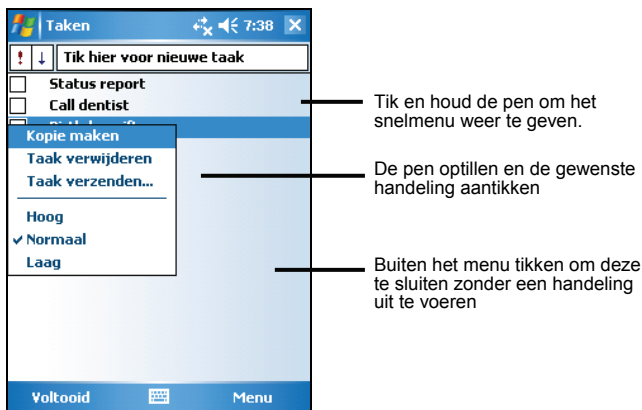 Taken 7:38
! ↓ Tik hier voor nieuwe taak
Status report
Call dentist
Kopie maken
Taak verwijderen
Taak verzenden...
Hoog
Normaal
Laag
Voltooid Menu
Tik en houd de pen om het
snelmenu weer te geven.
De pen optillen en de gewenste
handeling aantikken
Buiten het menu tikken om deze
te sluiten zonder een handeling
uit te voeren